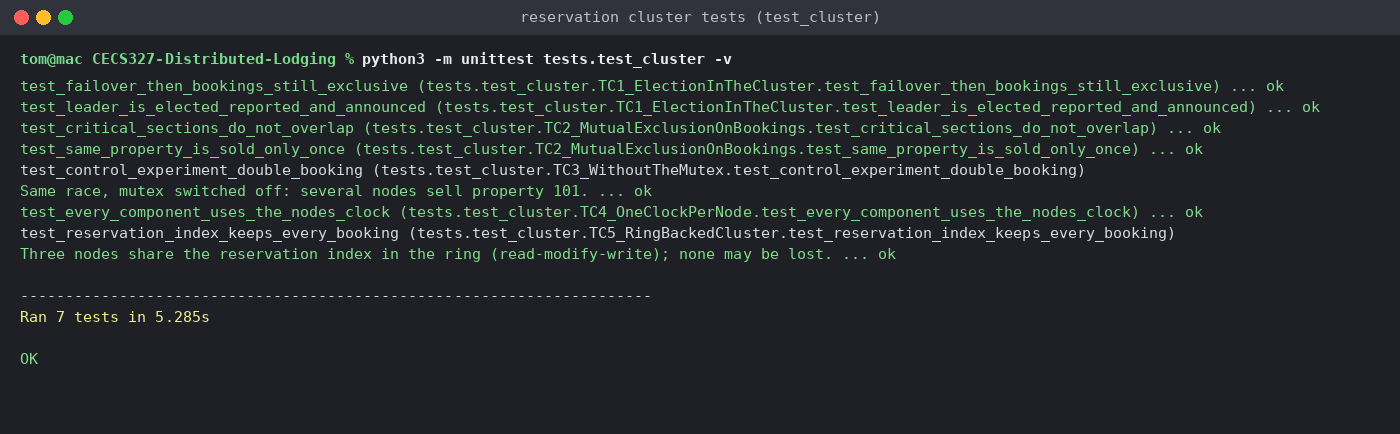 reservation cluster tests (test_cluster)
tom@mac CECS327-Distributed-Lodging % python3 -m unittest tests.test_cluster -v
test_failover_then_bookings_still_exclusive (tests.test_cluster.TC1_ElectionInTheCluster.test_failover_then_bookings_still_exclusive) ... ok
test_leader_is_elected_reported_and_announced (tests.test_cluster.TC1_ElectionInTheCluster.test_leader_is_elected_reported_and_announced) ... ok
test_critical_sections_do_not_overlap (tests.test_cluster.TC2_MutualExclusionOnBookings.test_critical_sections_do_not_overlap) ... ok
test_same_property_is_sold_only_once (tests.test_cluster.TC2_MutualExclusionOnBookings.test_same_property_is_sold_only_once) ... ok
test_control_experiment_double_booking (tests.test_cluster.TC3_WithoutTheMutex.test_control_experiment_double_booking)
Same race, mutex switched off: several nodes sell property 101. ... ok
test_every_component_uses_the_nodes_clock (tests.test_cluster.TC4_OneClockPerNode.test_every_component_uses_the_nodes_clock) ... ok
test_reservation_index_keeps_every_booking (tests.test_cluster.TC5_RingBackedCluster.test_reservation_index_keeps_every_booking)
Three nodes share the reservation index in the ring (read-modify-write); none may be lost. ... ok
----------------------------------------------------------------------
Ran 7 tests in 5.285s
OK